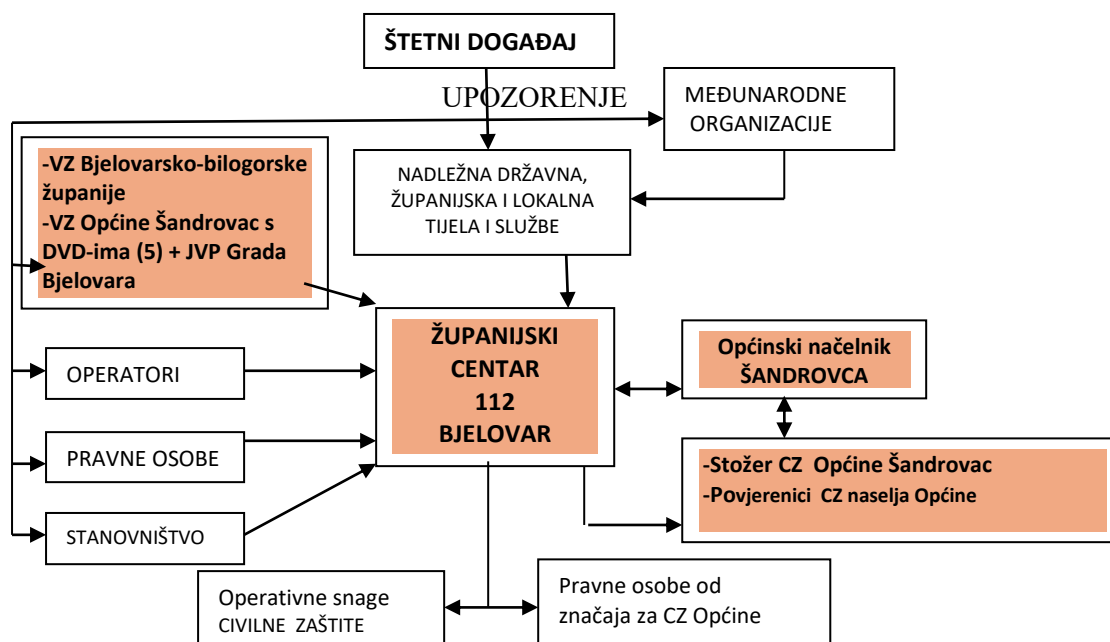 ŠTETNI DOGAĐAJ
UPOZORENJE
MEĐUNARODNE
ORGANIZACIJE
-VZ Bjelovarsko-bilogorske
županije
-VZ Općine Šandrovac s
DVD-ima (5) + JVP Grada
Bjelovara
NADLEŽNA DRŽAVNA,
ŽUPANIJSKA I LOKALNA
TIJELA I SLUŽBE
ŽUPANIJSKI
CENTAR
112
BJELOVAR
Općinski načelnik
ŠANDROVCA
OPERATORI
PRAVNE OSOBE
-Stožer CZ Općine Šandrovac
-Povjerenici CZ naselja Općine
STANOVNIŠTVO
Operativne snage
CIVILNE ZAŠTITE
Pravne osobe od
značaja za CZ Općine